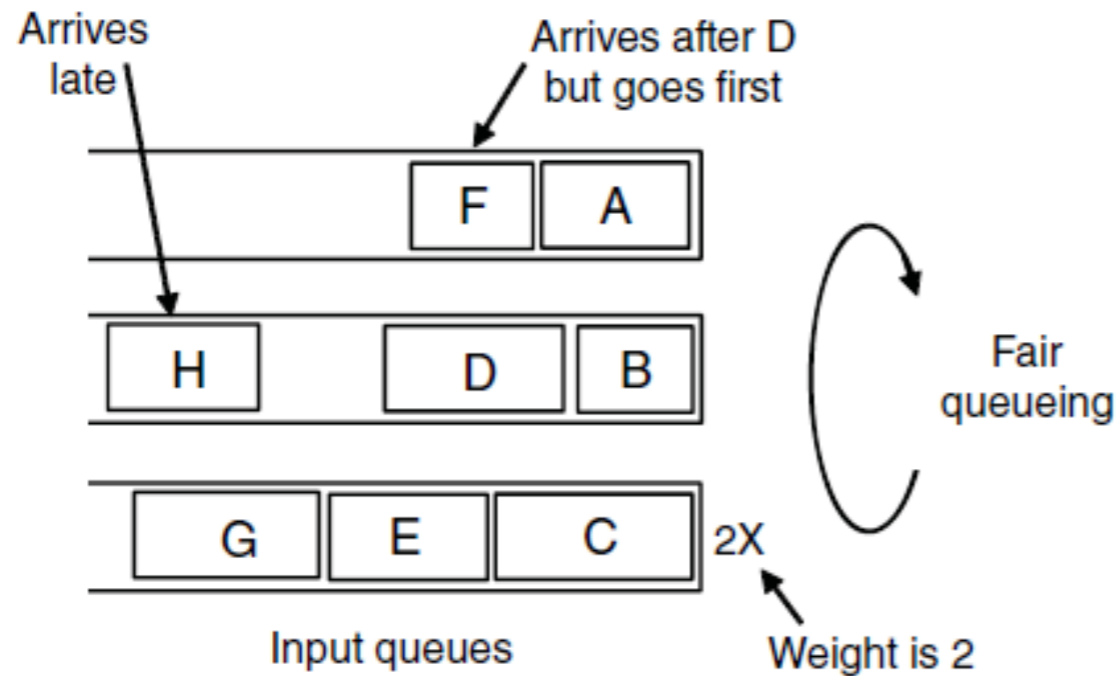 Arrives
late
Arrives after D
but goes first
F
A
H
D
B
Fair
queueing
G
E
C
2X
Input queues
Weight is 2